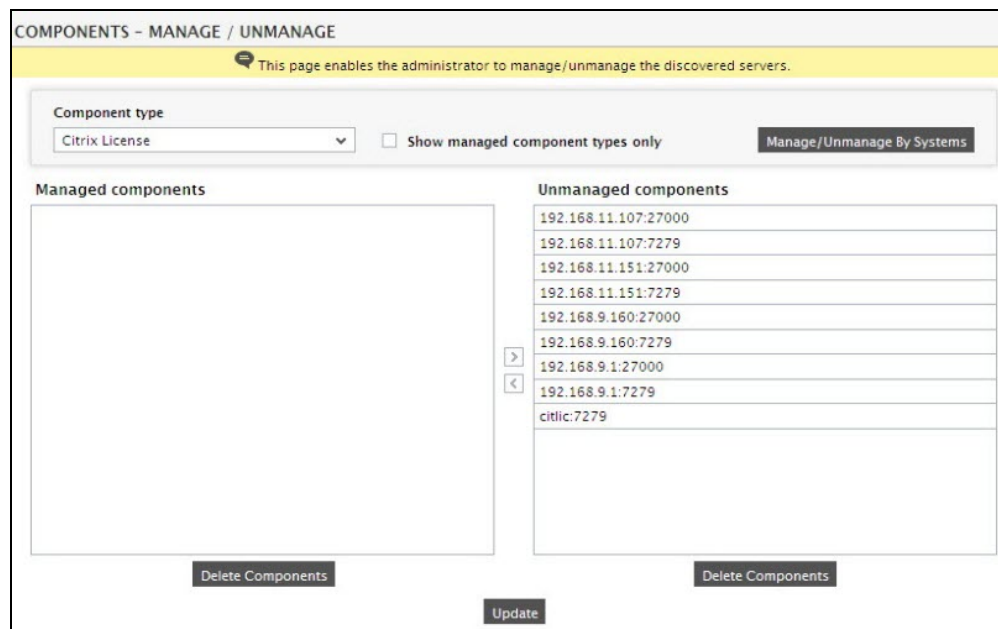 COMPONENTS - MANAGE / UNMANAGE
This page enables the administrator to manage/unmanage the discovered servers.
Component type
Citrix License
Show managed component types only
Manage/Unmanage By Systems
Managed components
Unmanaged components
192.168.11.107:27000
192.168.11.107:7279
192.168.11.151:27000
192.168.11.151:7279
192.168.9.160:27000
192.168.9.160:7279
192.168.9.1:27000
192.168.9.1:7279
citlic:7279
>
<
Delete Components
Delete Components
Update